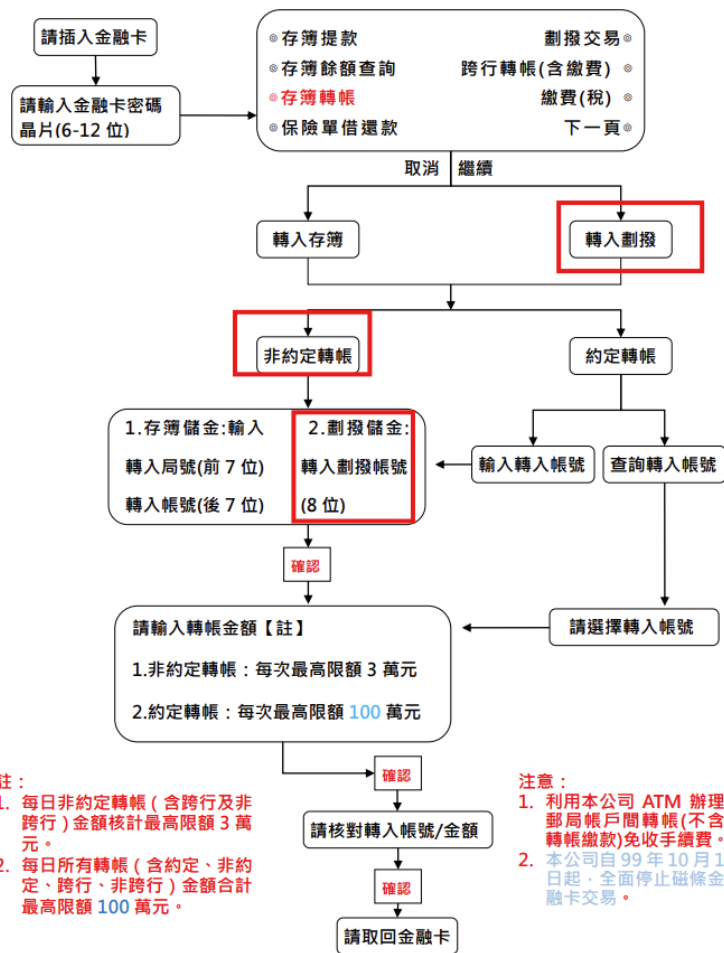 請插入金融卡
請輸入金融卡密碼
晶片(6-12 位)
◎存簿提款 劃撥交易◎
◎存簿餘額查詢 跨行轉帳(含繳費) ◎
◎存簿轉帳 繳費(稅) ◎
◎保險單借還款 下一頁◎
取消 繼續
轉入存簿
轉入劃撥
非約定轉帳
約定轉帳
1.存簿儲金:輸入
轉入局號(前 7 位)
轉入帳號(後 7 位)
2.劃撥儲金:
轉入劃撥帳號
(8 位)
輸入轉入帳號
查詢轉入帳號
確認
請輸入轉帳金額【註】
1.非約定轉帳：每次最高限額 3 萬元
2.約定轉帳：每次最高限額 100 萬元
請選擇轉入帳號
確認
請核對轉入帳號/金額
確認
請取回金融卡
註：
1. 每日非約定轉帳（含跨行及非
跨行）金額核計最高限額 3 萬
元。
2. 每日所有轉帳（含約定、非約
定、跨行、非跨行）金額合計
最高限額 100 萬元。
注意：
1. 利用本公司 ATM 辦理
郵局帳戶間轉帳(不含
轉帳繳款)免收手續費。
2. 本公司自 99 年 10 月 1
日起，全面停止磁條金
融卡交易。